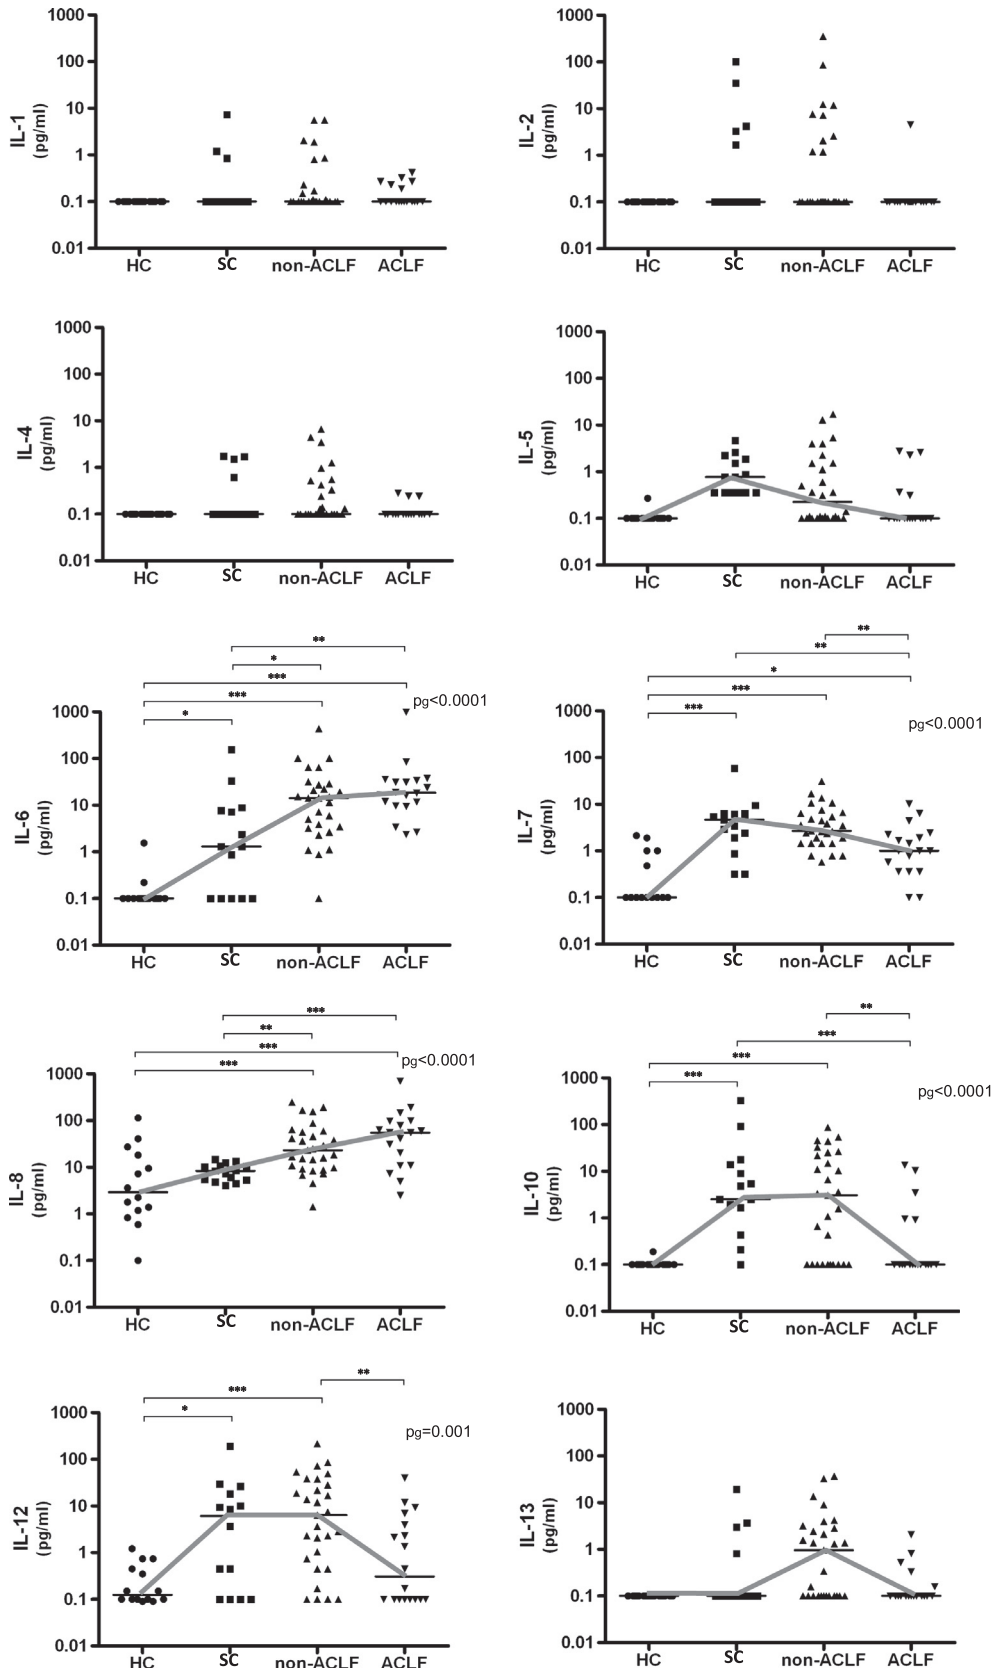 IL-1
(pg/ml)
1000
100
10
1
0.1
0.01
HC SC non-ACLF ACLF
IL-2
(pg/ml)
1000
100
10
1
0.1
0.01
HC SC non-ACLF ACLF
IL-4
(pg/ml)
1000
100
10
1
0.1
0.01
HC SC non-ACLF ACLF
IL-5
(pg/ml)
1000
100
10
1
0.1
0.01
HC SC non-ACLF ACLF
**
*
***
***
*
pg<0.0001
IL-6
(pg/ml)
1000
100
10
1
0.1
0.01
HC SC non-ACLF ACLF
**
**
*
***
***
pg<0.0001
IL-7
(pg/ml)
1000
100
10
1
0.1
0.01
HC SC non-ACLF ACLF
***
**
***
***
pg<0.0001
IL-8
(pg/ml)
1000
100
10
1
0.1
0.01
HC SC non-ACLF ACLF
**
***
***
***
pg<0.0001
IL-10
(pg/ml)
1000
100
10
1
0.1
0.01
HC SC non-ACLF ACLF
**
***
*
pg=0.001
IL-12
(pg/ml)
1000
100
10
1
0.1
0.01
HC SC non-ACLF ACLF
IL-13
(pg/ml)
1000
100
10
1
0.1
0.01
HC SC non-ACLF ACLF